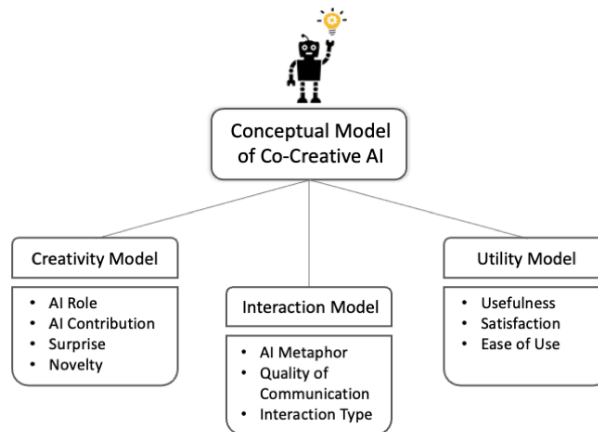 Conceptual Model
of Co-Creative AI
Creativity Model
• AI Role
• AI Contribution
• Surprise
• Novelty
Interaction Model
• AI Metaphor
• Quality of
Communication
• Interaction Type
Utility Model
• Usefulness
• Satisfaction
• Ease of Use